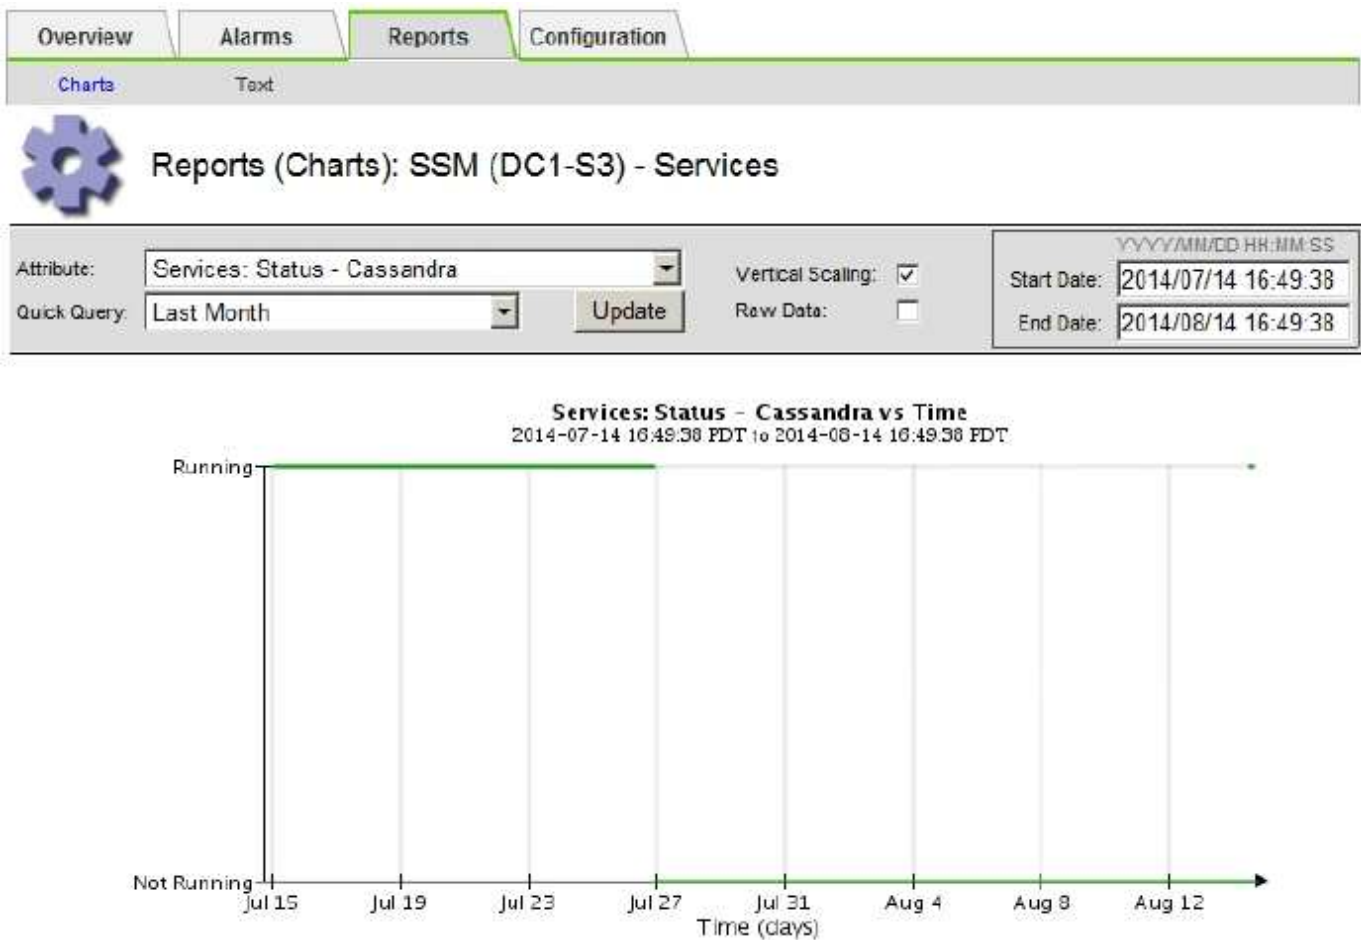 Overview Alarms Reports Configuration
Charts Text
Reports (Charts): SSM (DC1-S3) - Services
YYYY/MM/DD HH:MM:SS
Attribute: Services: Status - Cassandra Vertical Scaling: Start Date: 2014/07/14 16:49:38
Quick Query: Last Month Update Raw Data: End Date: 2014/08/14 16:49:38
Services: Status - Cassandra vs Time
2014-07-14 16:49:38 PDT to 2014-08-14 16:49:38 PDT
Running
Not Running
Jul 15 Jul 19 Jul 23 Jul 27 Jul 31 Aug 4 Aug 8 Aug 12
Time (days)